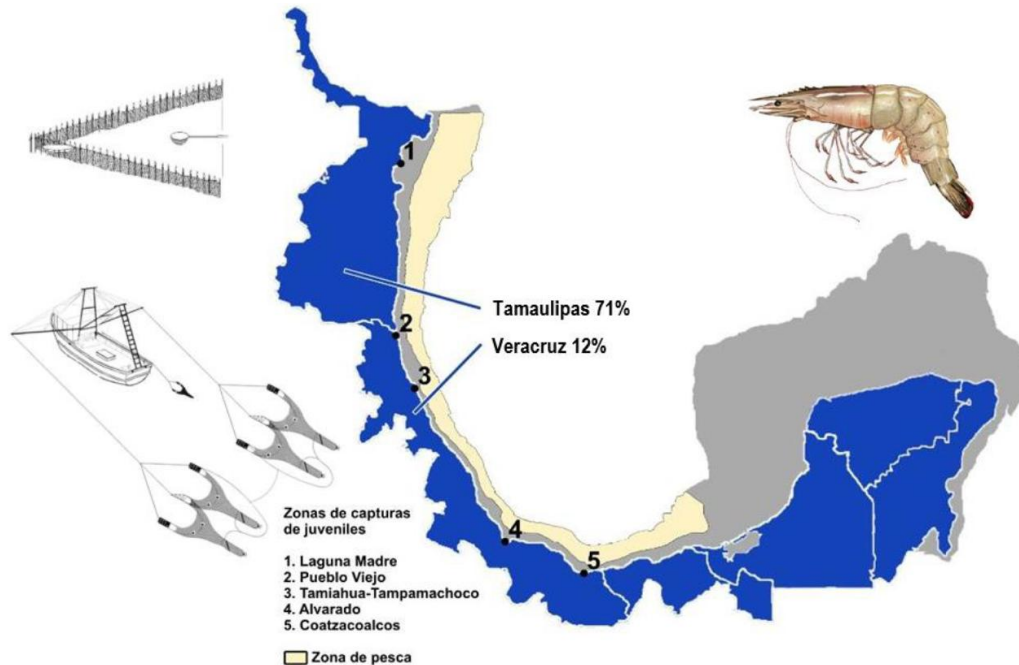 1
Tamaulipas 71%
2
Veracruz 12%
3
Zonas de capturas
de juveniles
4
5
1. Laguna Madre
2. Pueblo Viejo
3. Tamiahua-Tampamachoco
4. Alvarado
5. Coatzacoalcos
Zona de pesca